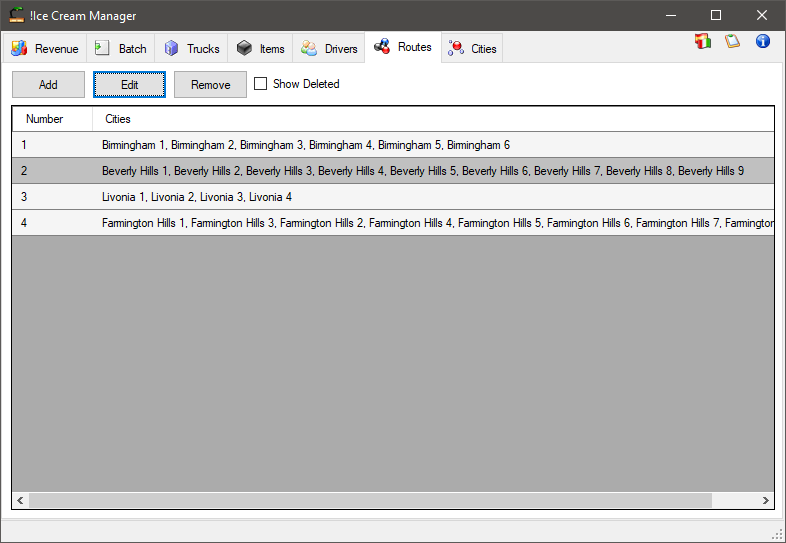 !Ice Cream Manager
Revenue Batch Trucks Items Drivers Routes Cities
Add Edit Remove Show Deleted
Number Cities
1 Birmingham 1, Birmingham 2, Birmingham 3, Birmingham 4, Birmingham 5, Birmingham 6
2 Beverly Hills 1, Beverly Hills 2, Beverly Hills 3, Beverly Hills 4, Beverly Hills 5, Beverly Hills 6, Beverly Hills 7, Beverly Hills 8, Beverly Hills 9
3 Livonia 1, Livonia 2, Livonia 3, Livonia 4
4 Farmington Hills 1, Farmington Hills 3, Farmington Hills 2, Farmington Hills 4, Farmington Hills 5, Farmington Hills 6, Farmington Hills 7, Farmington